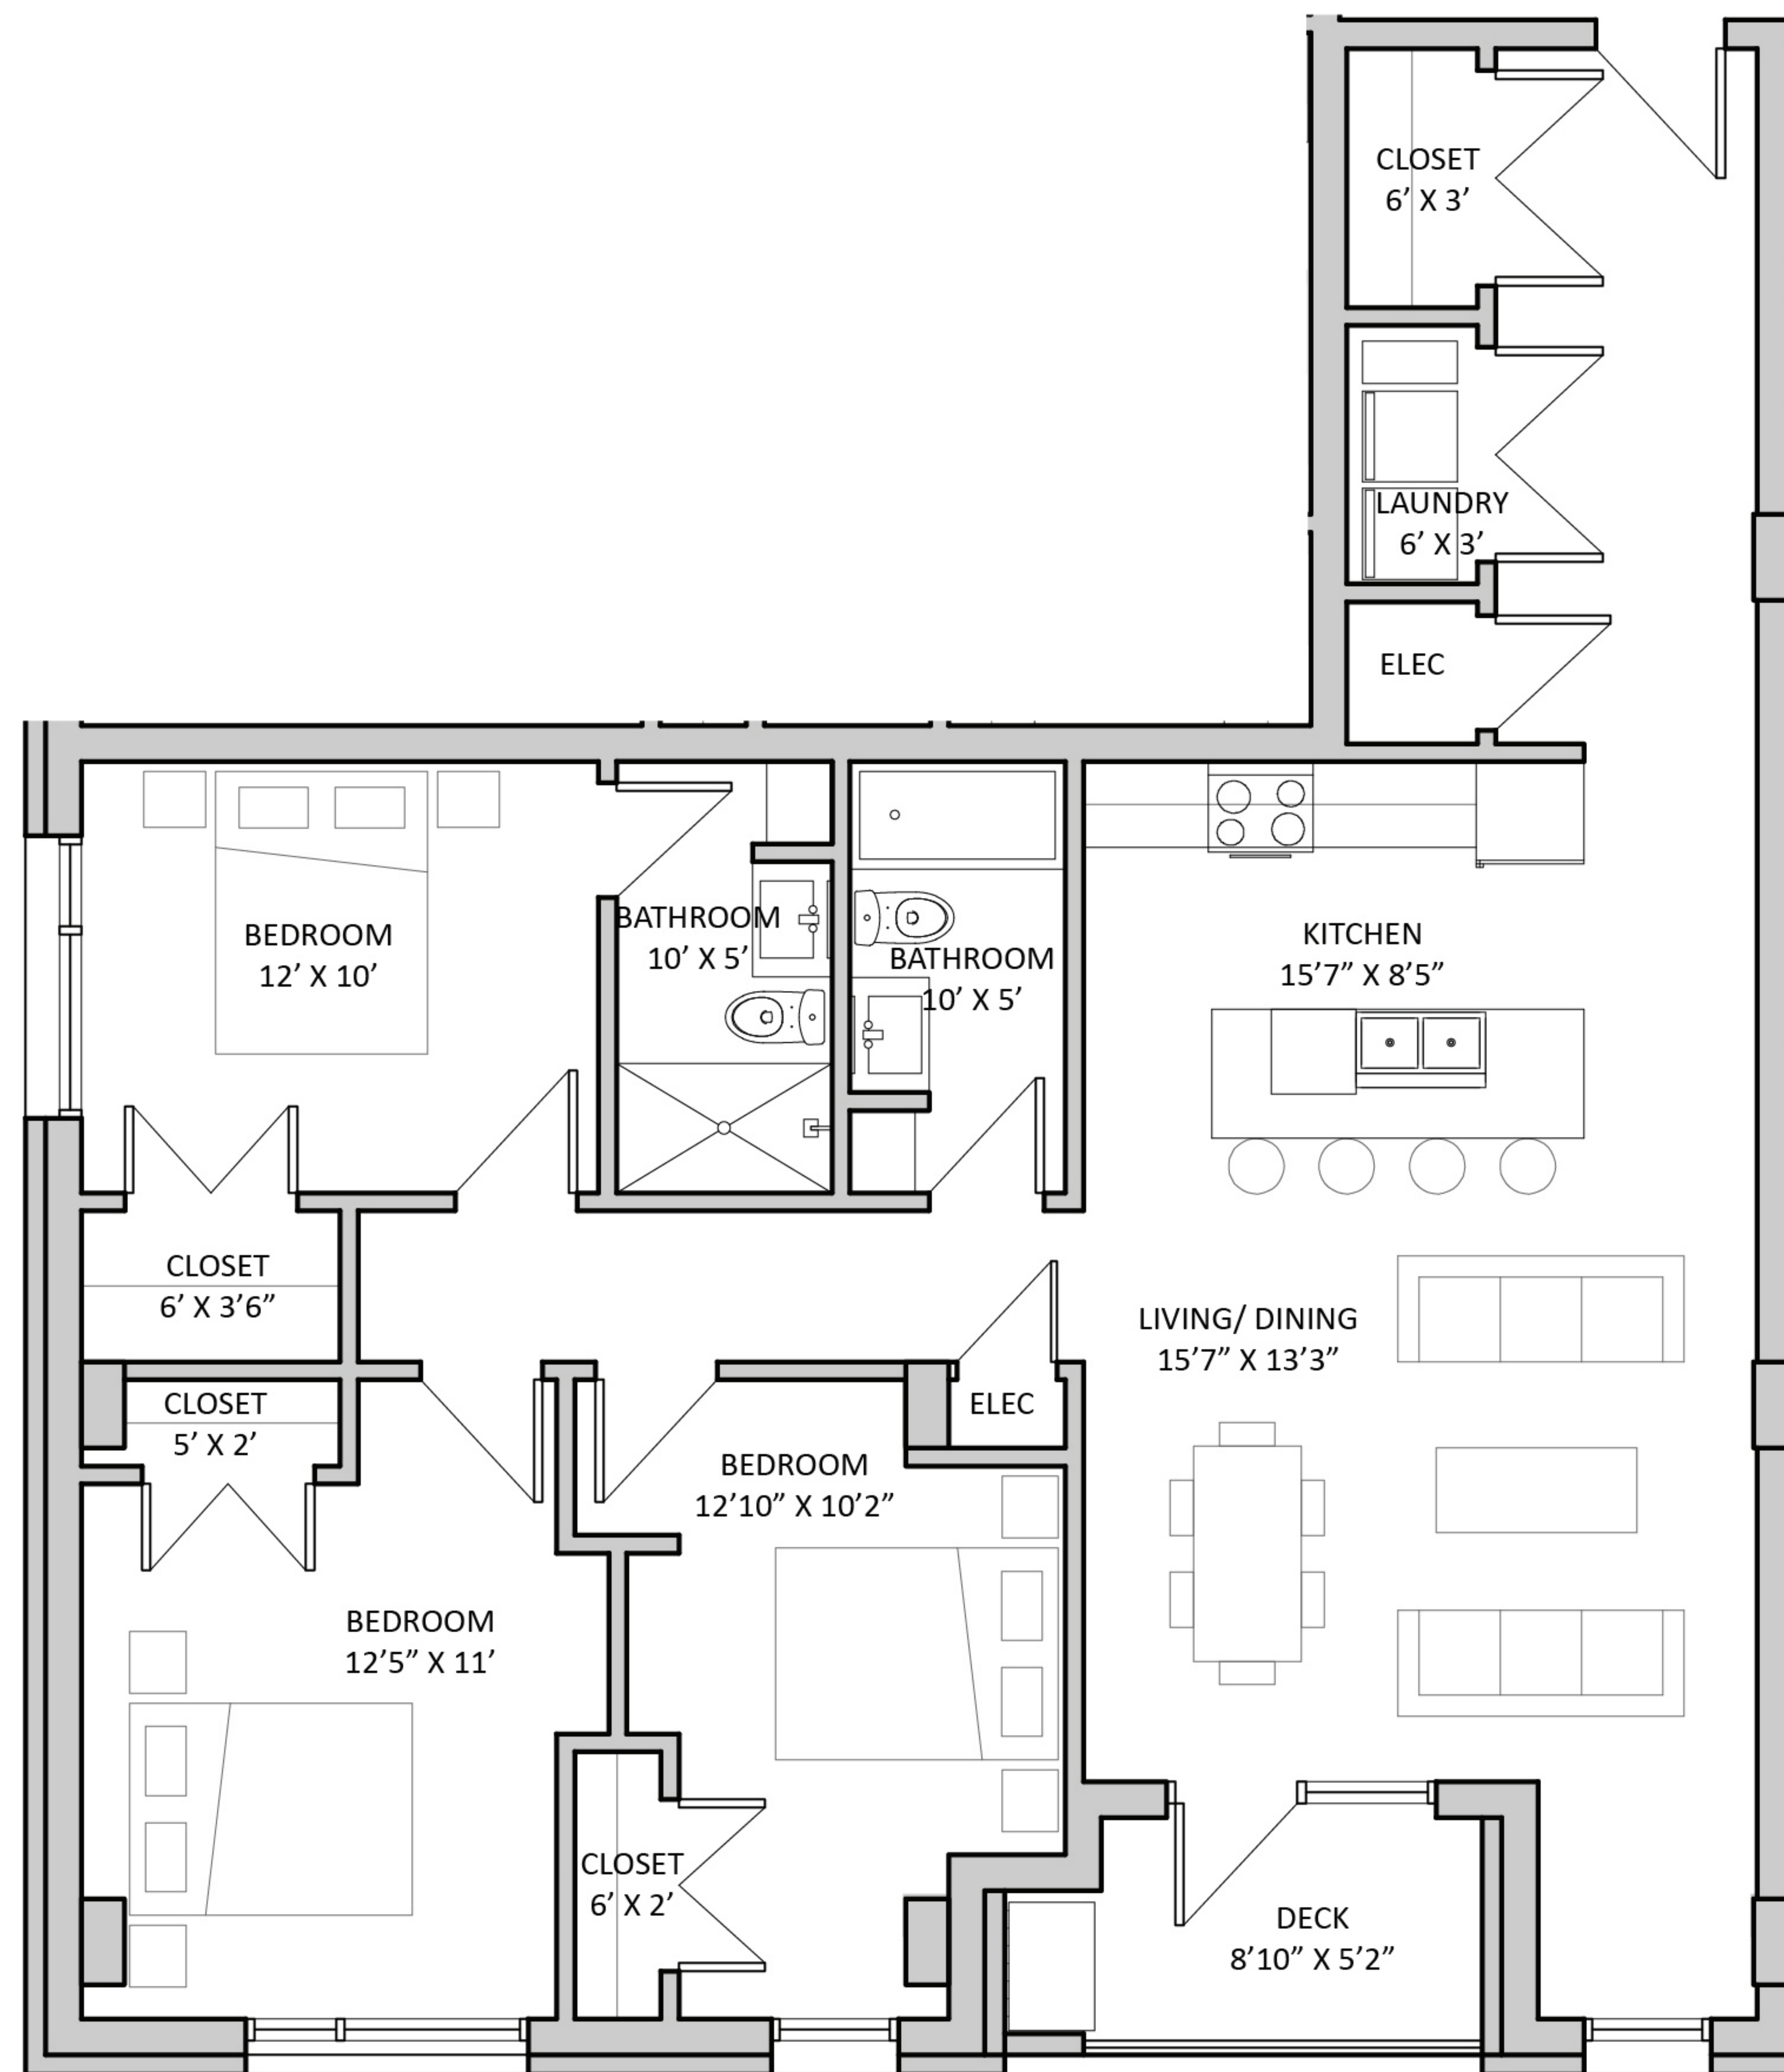 CLOSET
6’ X 3’
LAUNDRY
6’ X 3’
ELEC
BEDROOM
12’ X 10’
BATHROOM
10’ X 5’
BATHROOM
10’ X 5’
KITCHEN
15’7” X 8’5”
CLOSET
6’ X 3’6”
LIVING/ DINING
15’7” X 13’3”
CLOSET
5’ X 2’
ELEC
BEDROOM
12’10” X 10’2”
BEDROOM
12’5” X 11’
CLOSET
6’ X 2’
DECK
8’10” X 5’2”